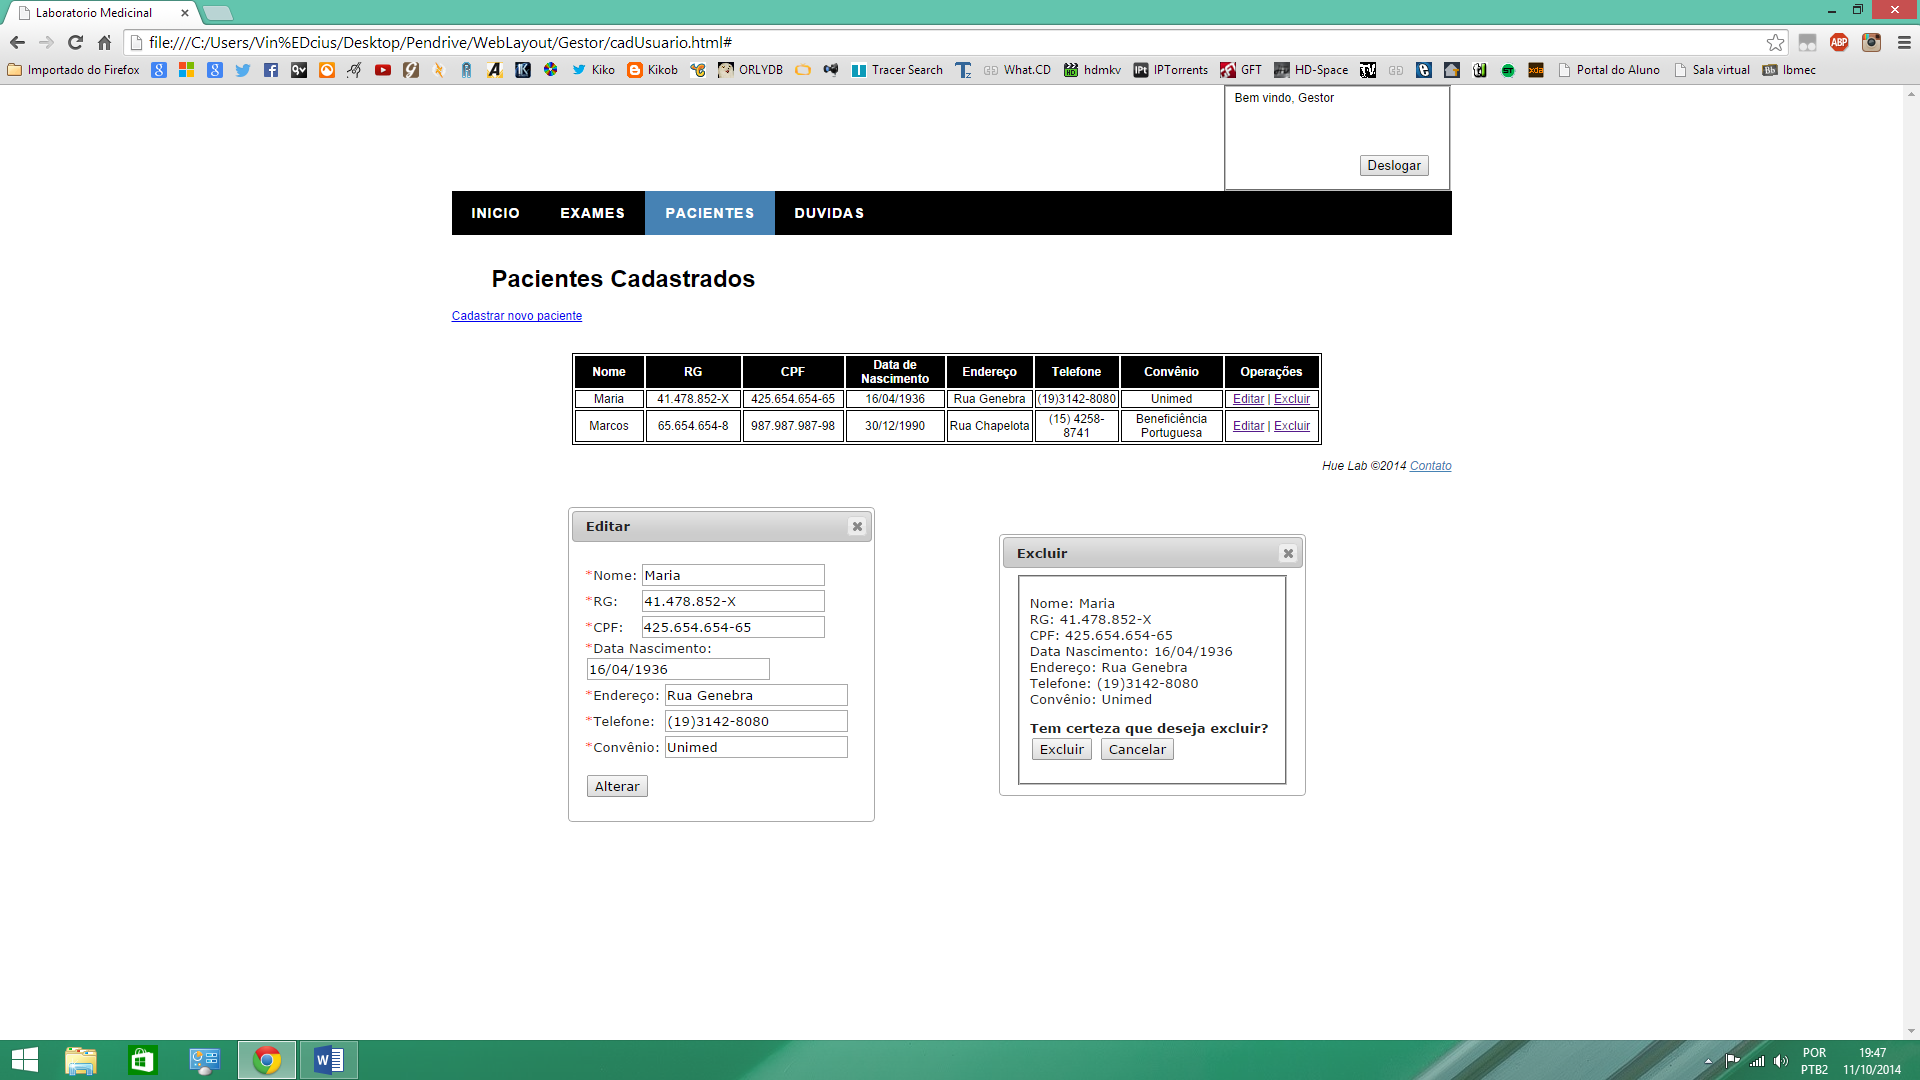 Laboratorio Medicinal
file:///C:/Users/Vin%EDcius/Desktop/Pendrive/WebLayout/Gestor/cadUsuario.html#
ABP
Importado do Firefox Kiko Kikob ORLYDB Tracer Search What.CD hdmkv IPTorrents GFT HD-Space Portal do Aluno Sala virtual Bb Ibmec
Bem vindo, Gestor
Deslogar
INICIO EXAMES PACIENTES DUVIDAS
Pacientes Cadastrados
Cadastrar novo paciente
Nome RG CPF Data de Nascimento Endereço Telefone Convênio Operações
Maria 41.478.852-X 425.654.654-65 16/04/1936 Rua Genebra (19)3142-8080 Unimed Editar | Excluir
Marcos 65.654.654-8 987.987.987-98 30/12/1990 Rua Chapelota (15) 4258-8741 Beneficiência Portuguesa Editar | Excluir
Hue Lab ©2014 Contato
Editar
*Nome: Maria
*RG: 41.478.852-X
*CPF: 425.654.654-65
*Data Nascimento:
16/04/1936
*Endereço: Rua Genebra
*Telefone: (19)3142-8080
*Convênio: Unimed
Alterar
Excluir
Nome: Maria
RG: 41.478.852-X
CPF: 425.654.654-65
Data Nascimento: 16/04/1936
Endereço: Rua Genebra
Telefone: (19)3142-8080
Convênio: Unimed
Tem certeza que deseja excluir?
Excluir Cancelar
POR 19:47
PTB2 11/10/2014